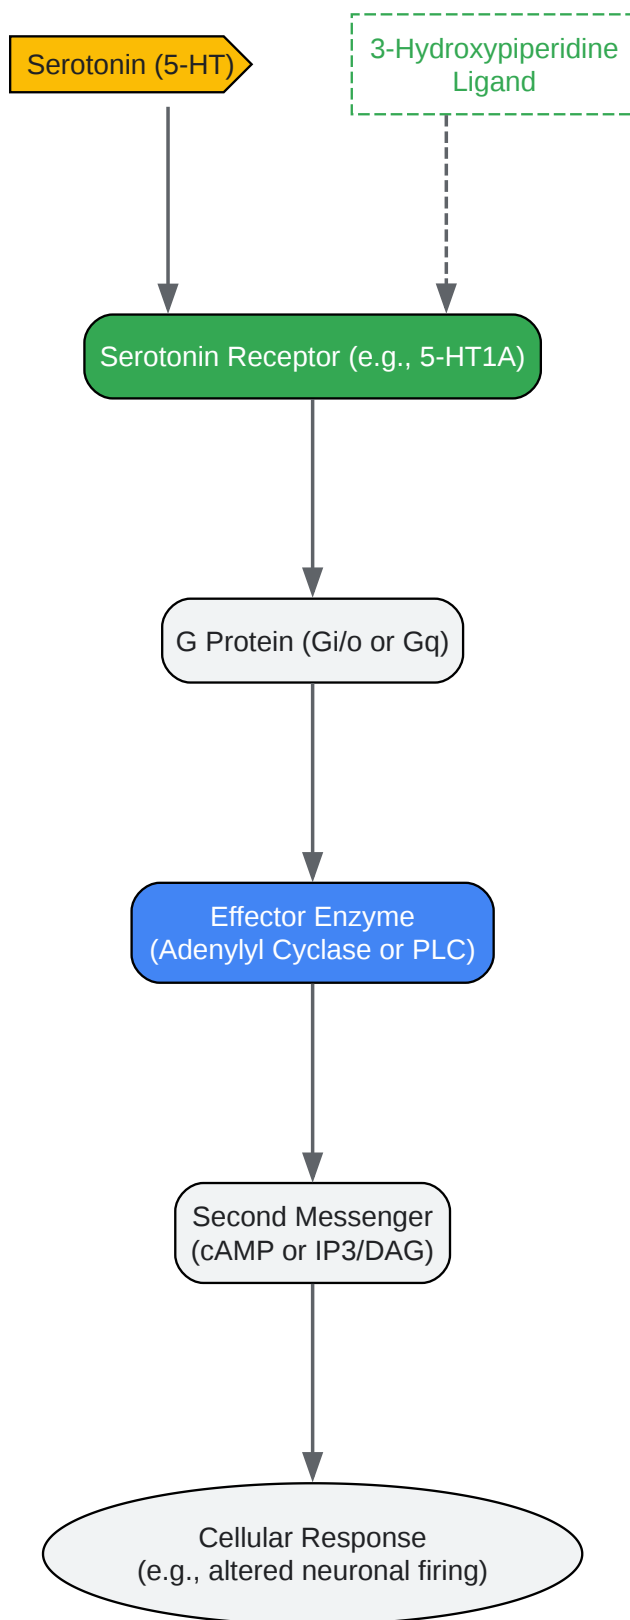 Serotonin (5-HT)
3-Hydroxypiperidine
Ligand
Serotonin Receptor (e.g., 5-HT1A)
G Protein (Gi/o or Gq)
Effector Enzyme
(Adenylyl Cyclase or PLC)
Second Messenger
(cAMP or IP3/DAG)
Cellular Response
(e.g., altered neuronal firing)